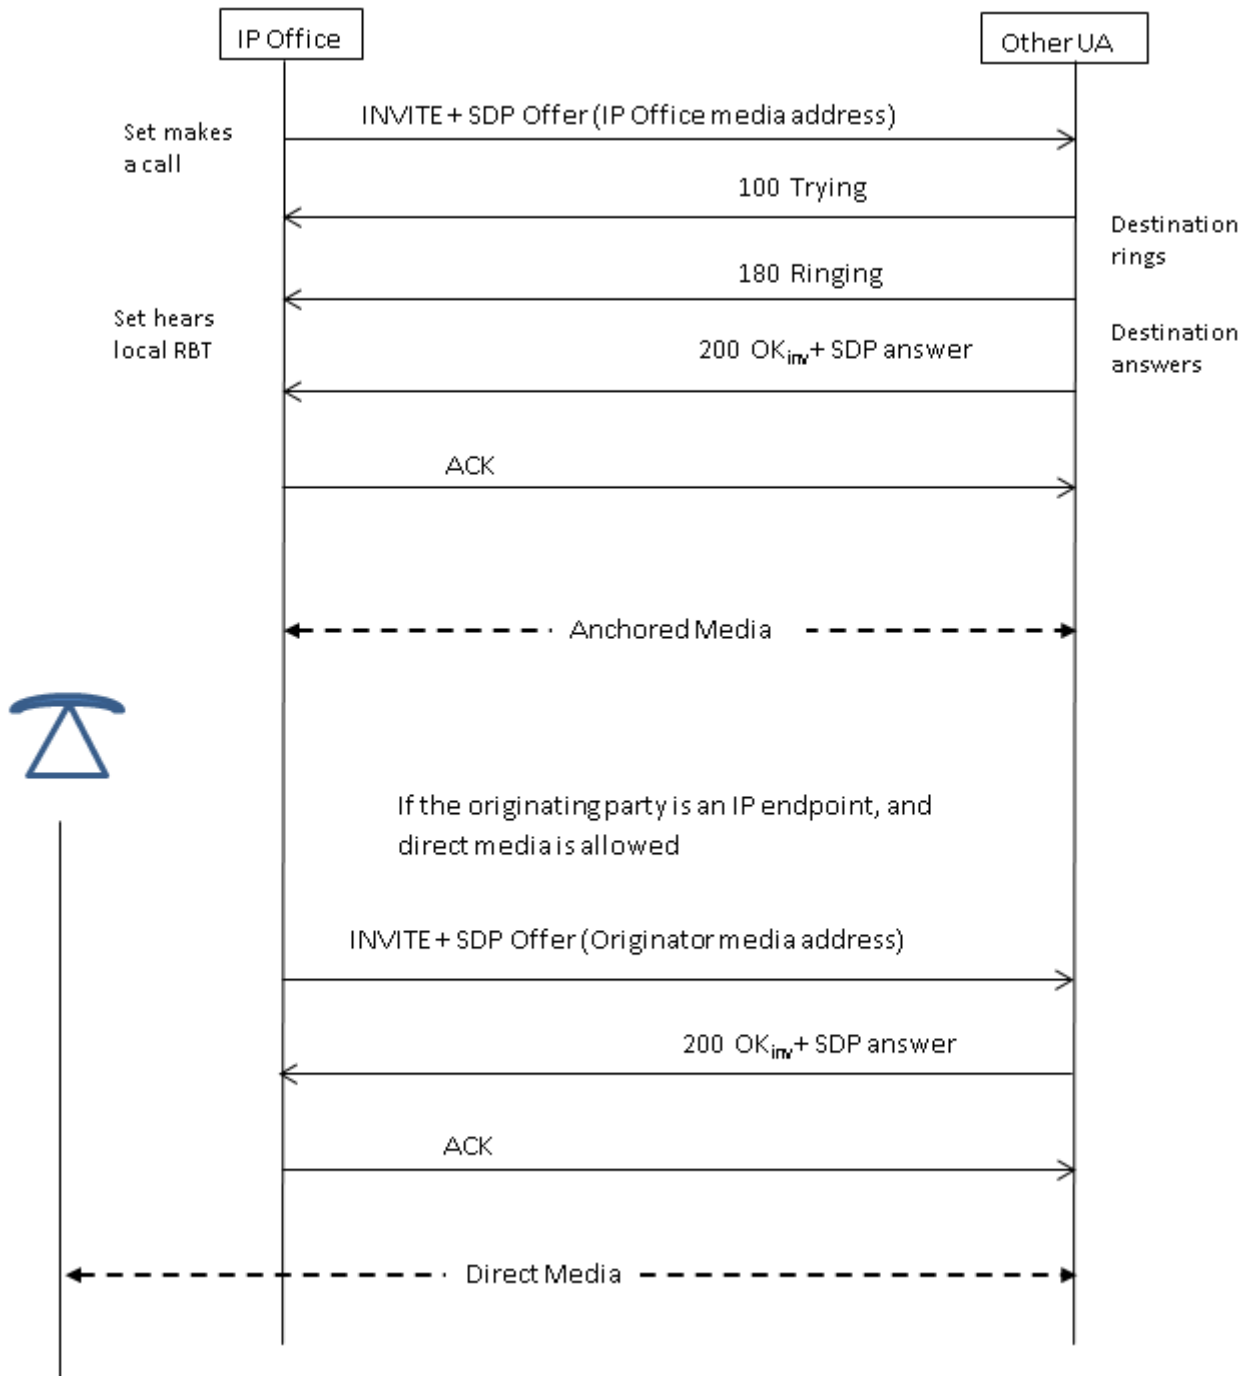 IP Office
Other UA
INVITE + SDP Offer (IP Office media address)
Set makes
a call
100 Trying
Destination
rings
180 Ringing
Set hears
local RBT
Destination
answers
200 OKinv+ SDP answer
ACK
Anchored Media
If the originating party is an IP endpoint, and
direct media is allowed
INVITE + SDP Offer (Originator media address)
200 OKinv+ SDP answer
ACK
Direct Media